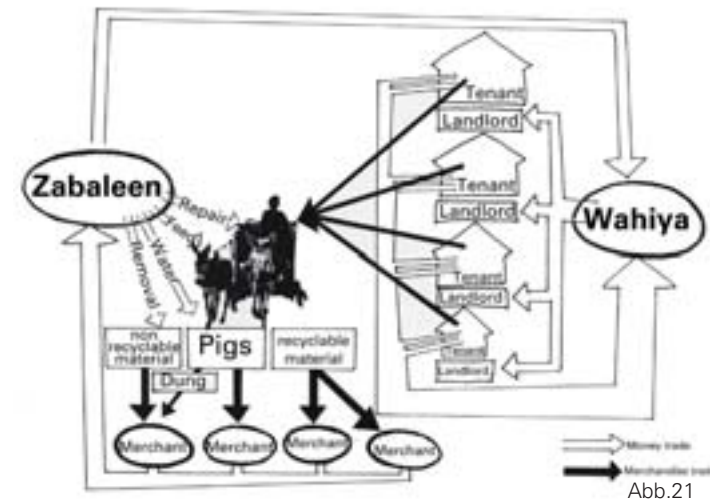 Tenant
Landlord
Zabaleen
Repair
Feed
Water
Removal
Tenant
Landlord
Wahiya
Tenant
Landlord
Tenant
Landlord
non
recyclable
material
Pigs
recyclable
material
Dung
Merchant
Merchant
Merchant
Merchant
Money trade
Merchandise trade
Abb.21